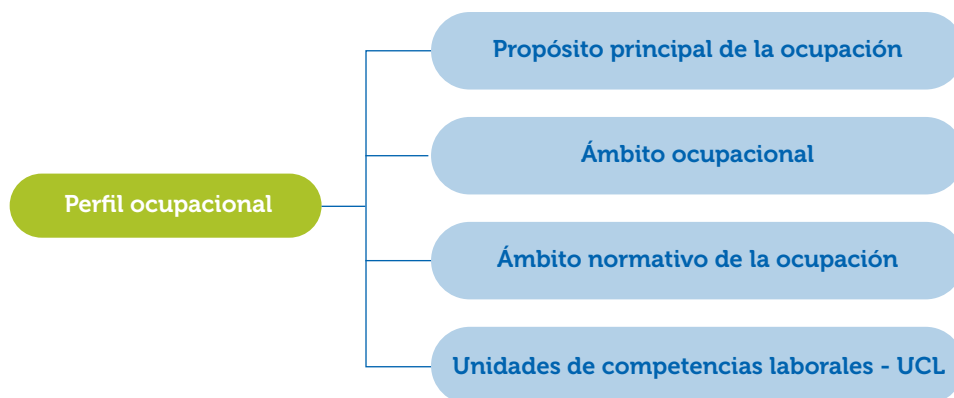 Propósito principal de la ocupación
Ámbito ocupacional
Perfil ocupacional
Ámbito normativo de la ocupación
Unidades de competencias laborales - UCL